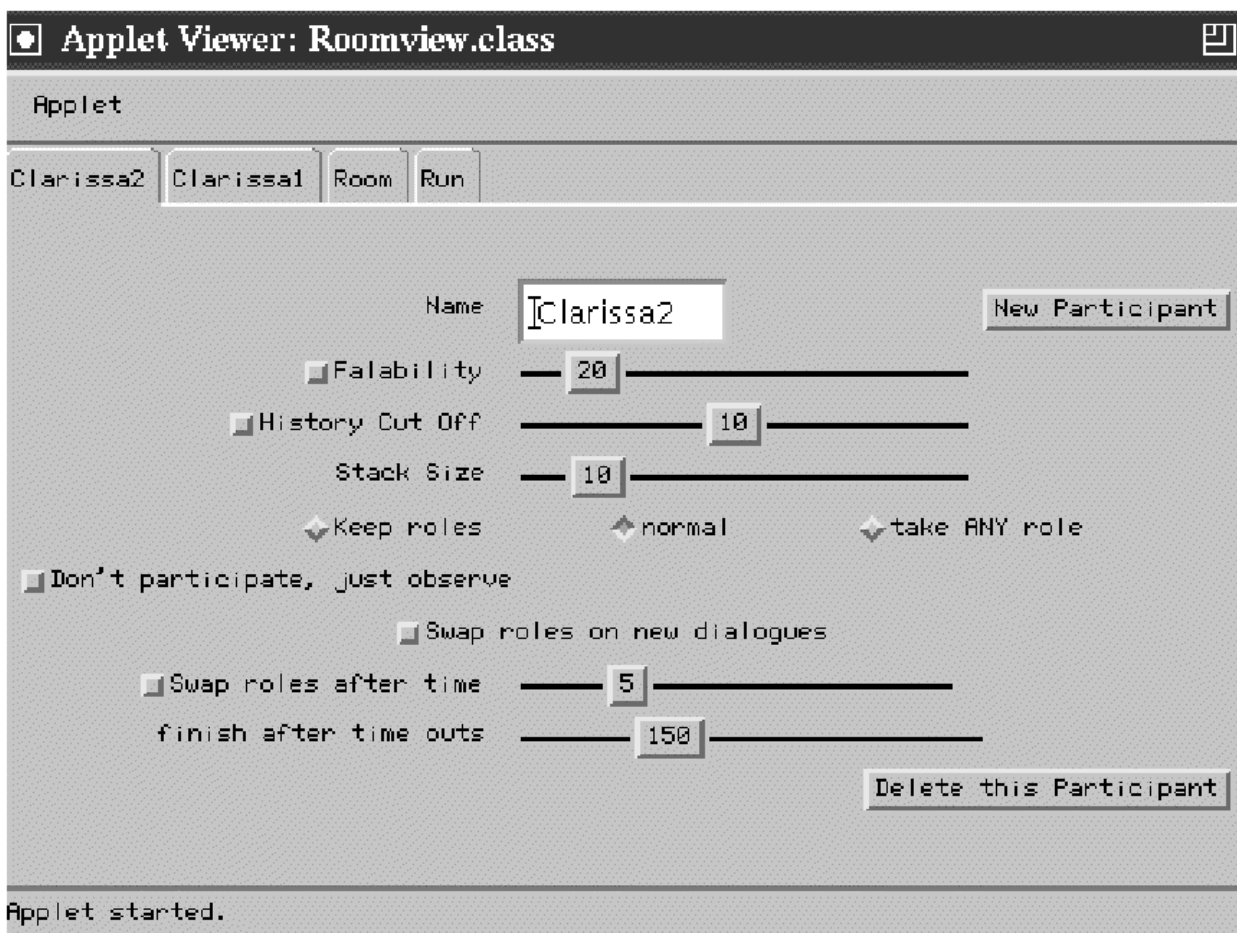 Applet Viewer: Roomview.class
Applet
Clarissa2 Clarissa1 Room Run
Name Clarissa2 New Participant
Falability 20
History Cut Off 10
Stack Size 10
Keep roles normal take ANY role
Don't participate, just observe
Swap roles on new dialogues
Swap roles after time 5
finish after time outs 150
Delete this Participant
Applet started.